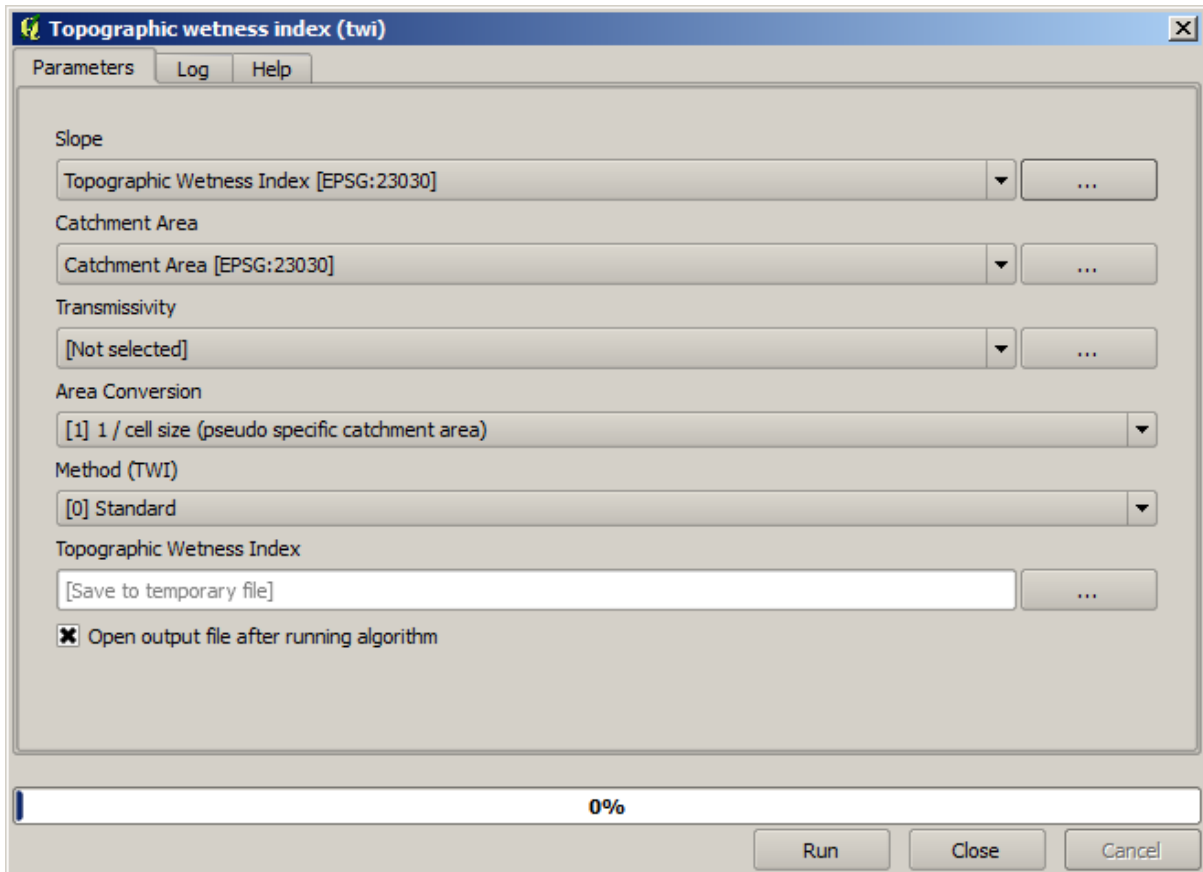 Topographic wetness index (twi)
Parameters Log Help
Slope
Topographic Wetness Index [EPSG:23030] ...
Catchment Area
Catchment Area [EPSG:23030] ...
Transmissivity
[Not selected] ...
Area Conversion
[1] 1 / cell size (pseudo specific catchment area)
Method (TWI)
[0] Standard
Topographic Wetness Index
[Save to temporary file] ...
Open output file after running algorithm
0%
Run Close Cancel